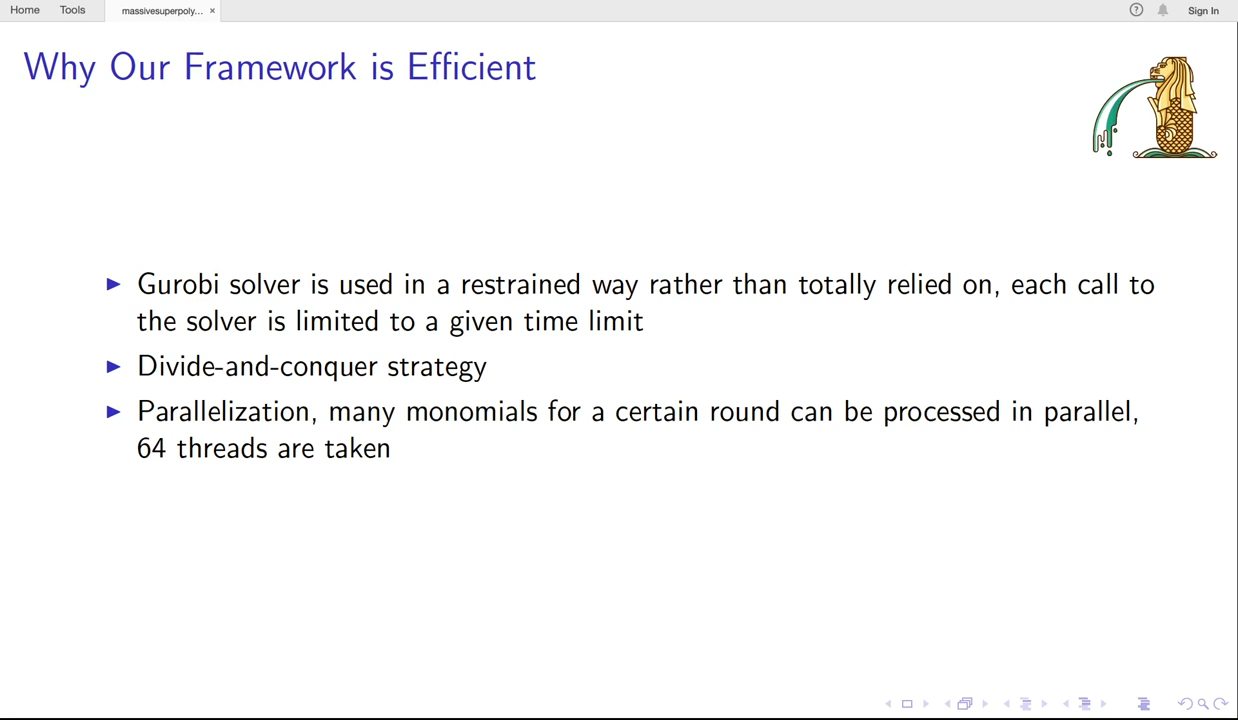 Home Tools massivesuperpoly... × Sign In
Why Our Framework is Efficient
Gurobi solver is used in a restrained way rather than totally relied on, each call to
the solver is limited to a given time limit
Divide-and-conquer strategy
Parallelization, many monomials for a certain round can be processed in parallel,
64 threads are taken